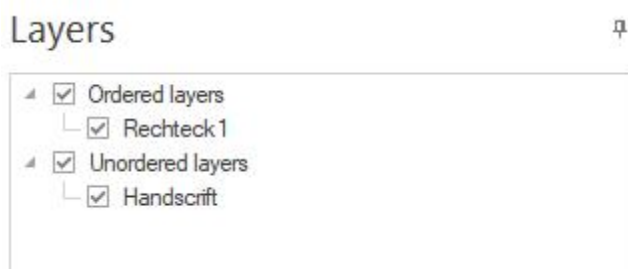 Layers
Ordered layers
Rechteck 1
Unordered layers
Handscrift